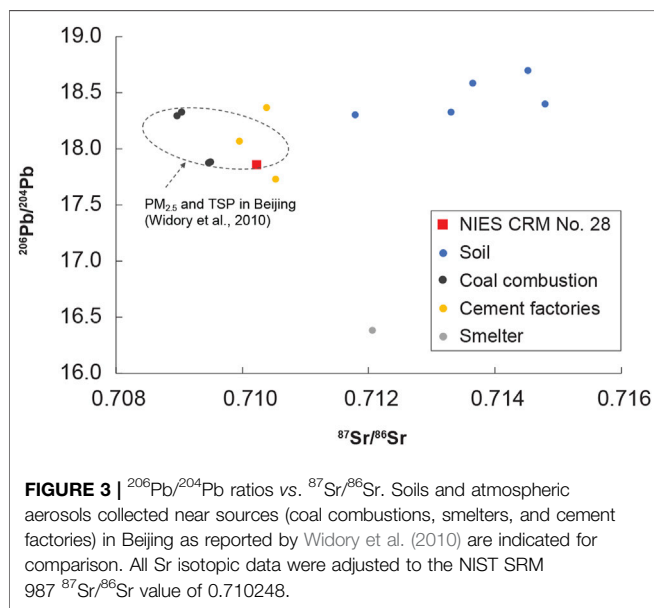 19.0
18.5
18.0
17.5
17.0
16.5
16.0
²⁰⁶Pb/²⁰⁴Pb
PM₂.₅ and TSP in Beijing
(Widory et al., 2010)
NIES CRM No. 28
Soil
Coal combustion
Cement factories
Smelter
0.708 0.710 0.712 0.714 0.716
⁸⁷Sr/⁸⁶Sr
FIGURE 3 | ²⁰⁶Pb/²⁰⁴Pb ratios vs. ⁸⁷Sr/⁸⁶Sr. Soils and atmospheric
aerosols collected near sources (coal combustions, smelters, and cement
factories) in Beijing as reported by Widory et al. (2010) are indicated for
comparison. All Sr isotopic data were adjusted to the NIST SRM
987 ⁸⁷Sr/⁸⁶Sr value of 0.710248.